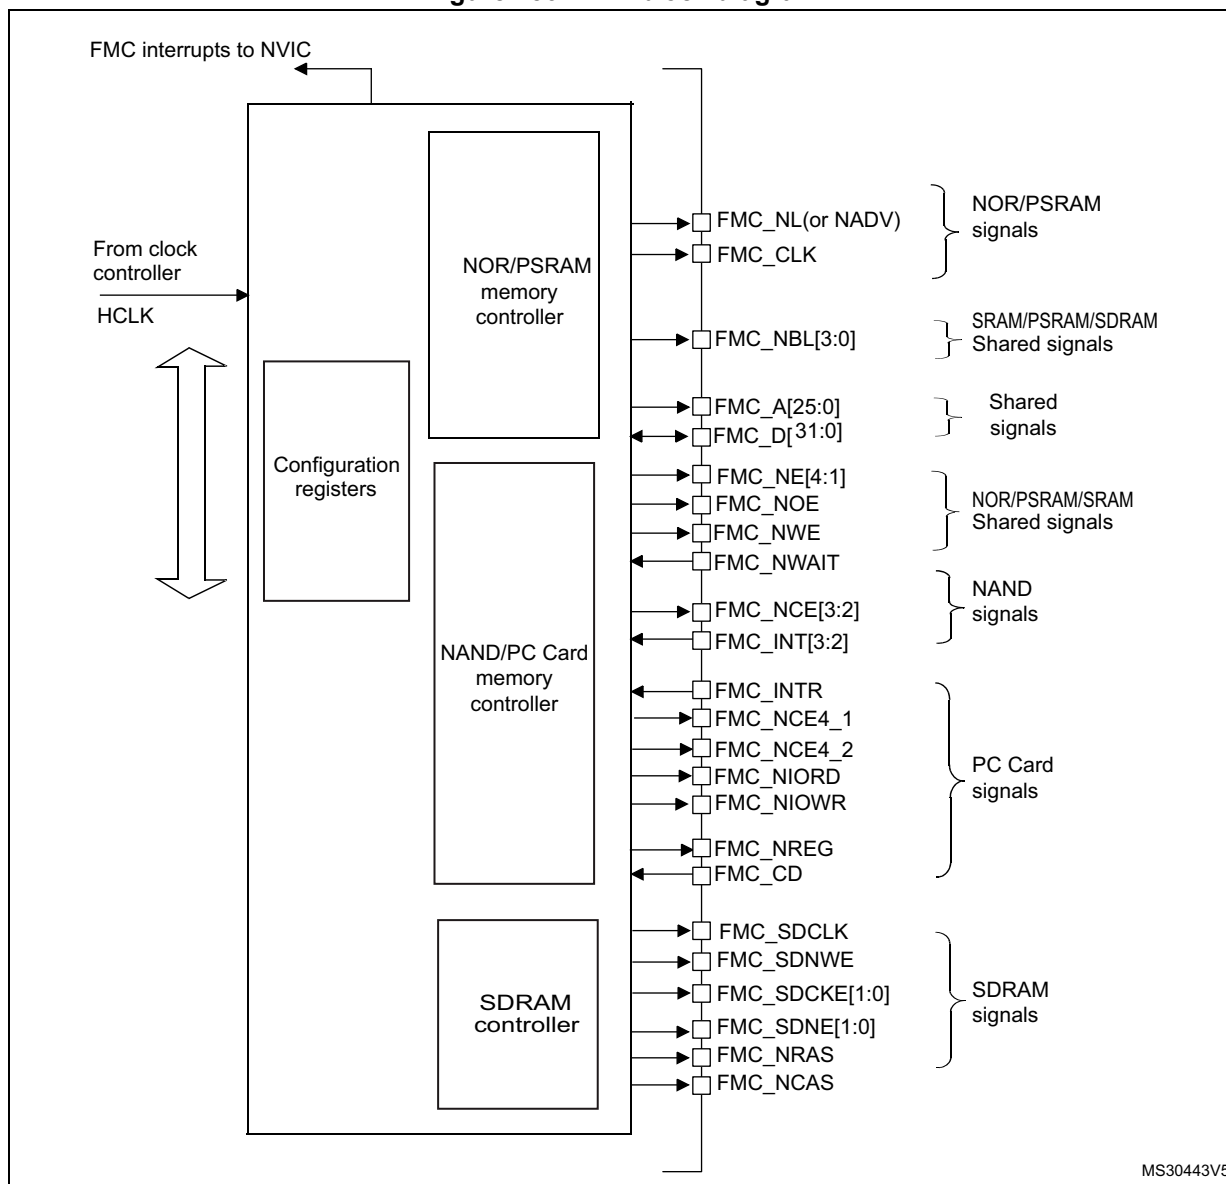 FMC interrupts to NVIC
From clock
controller
HCLK
Configuration
registers
NOR/PSRAM
memory
controller
NAND/PC Card
memory
controller
SDRAM
controller
FMC_NL(or NADV)
FMC_CLK
FMC_NBL[3:0]
FMC_A[25:0]
FMC_D[31:0]
FMC_NE[4:1]
FMC_NOE
FMC_NWE
FMC_NWAIT
FMC_NCE[3:2]
FMC_INT[3:2]
FMC_INTR
FMC_NCE4_1
FMC_NCE4_2
FMC_NIORD
FMC_NIOWR
FMC_NREG
FMC_CD
FMC_SDCLK
FMC_SDNWE
FMC_SDCKE[1:0]
FMC_SDNE[1:0]
FMC_NRAS
FMC_NCAS
NOR/PSRAM
signals
SRAM/PSRAM/SDRAM
Shared signals
Shared
signals
NOR/PSRAM/SRAM
Shared signals
NAND
signals
PC Card
signals
SDRAM
signals
MS30443V5